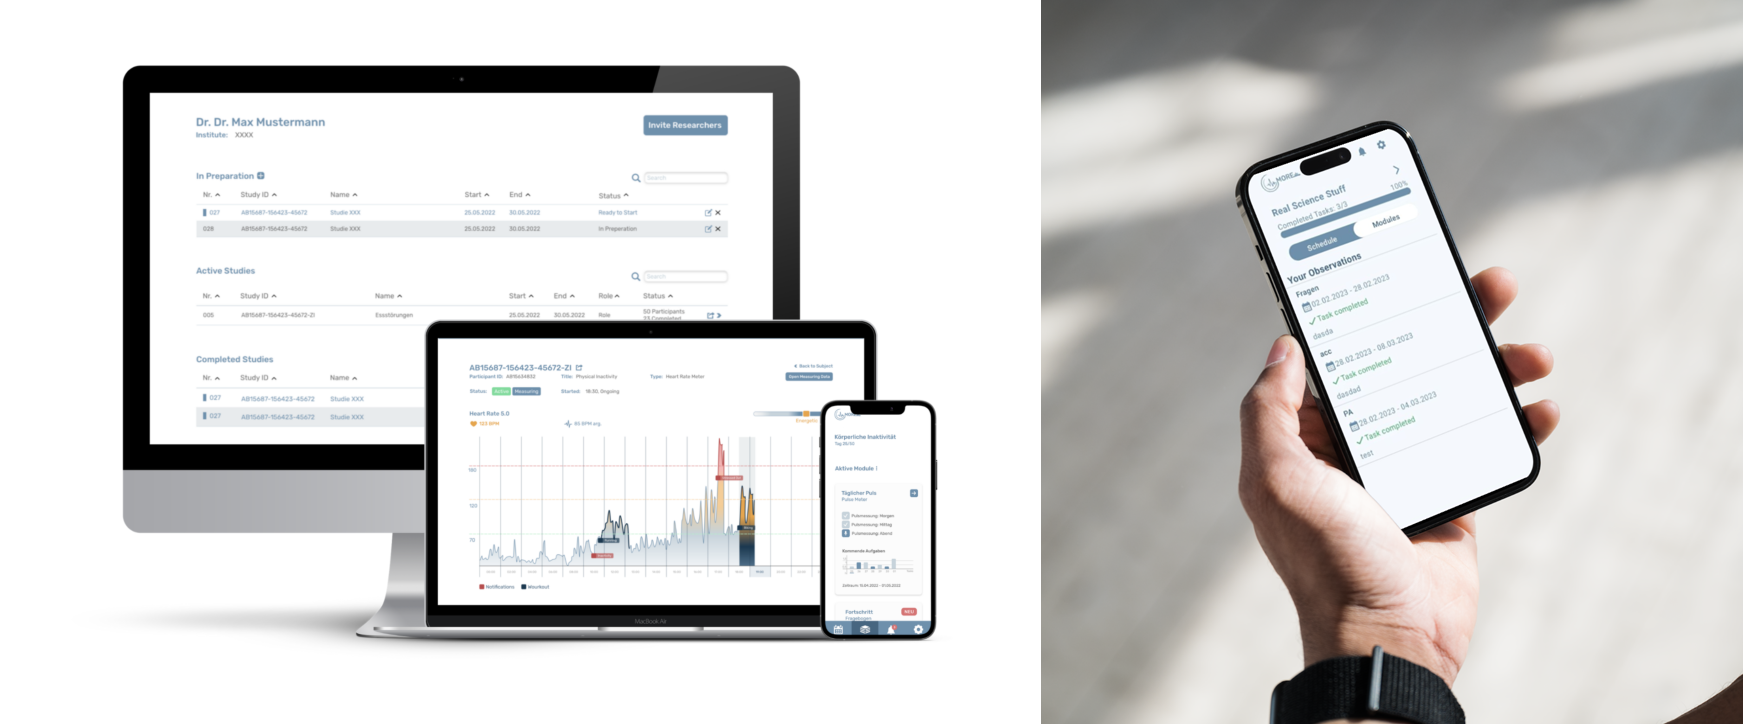 Dr. Dr. Max Mustermann
Institute: XXXX
Invite Researchers
In Preparation
Search
Nr. Study ID Name Start End Status
027 AB15687-156423-45672 Studie XXX 25.05.2022 30.05.2022 Ready to Start
028 AB15687-156423-45672 Studie XXX 25.05.2022 30.05.2022 In Preperation
Active Studies
Search
Nr. Study ID Name Start End Role Status
005 AB15687-156423-45672-ZI Essstörungen 25.05.2022 30.05.2022 Role 50 Participants
23 Completed
Completed Studies
Nr. Study ID Name
027 AB15687-156423-45672 Studie XXX
027 AB15687-156423-45672 Studie XXX
AB15687-156423-45672-ZI
Back to Subject
Participant ID: AB15634832 Title: Physical Inactivity Type: Heart Rate Meter
Open Measuring Data
Status: Active Measuring Started: 18:30, Ongoing
Heart Rate 5.0
123 BPM
85 BPM avg.
Energetic
180
120
70
Notifications
Wourkout
MacBook Air
MORE
Körperliche Inaktivität
Tag 25/30
Aktive Module
Täglicher Puls
Pulse Meter
Pulsmessung: Morgen
Pulsmessung: Mittag
Pulsmessung: Abend
Kommende Aufgaben
Zeitraum: 15.04.2022 - 31.05.2022
Fortschritt
NEU
Fragebogen
MORE
Real Science Stuff
Completed Tasks: 3/3
100%
Schedule
Modules
Your Observations
Fragen
02.02.2023 - 28.02.2023
Task completed
dasda
acc
28.02.2023 - 08.03.2023
Task completed
dasdad
PA
28.02.2023 - 04.03.2023
Task completed
test